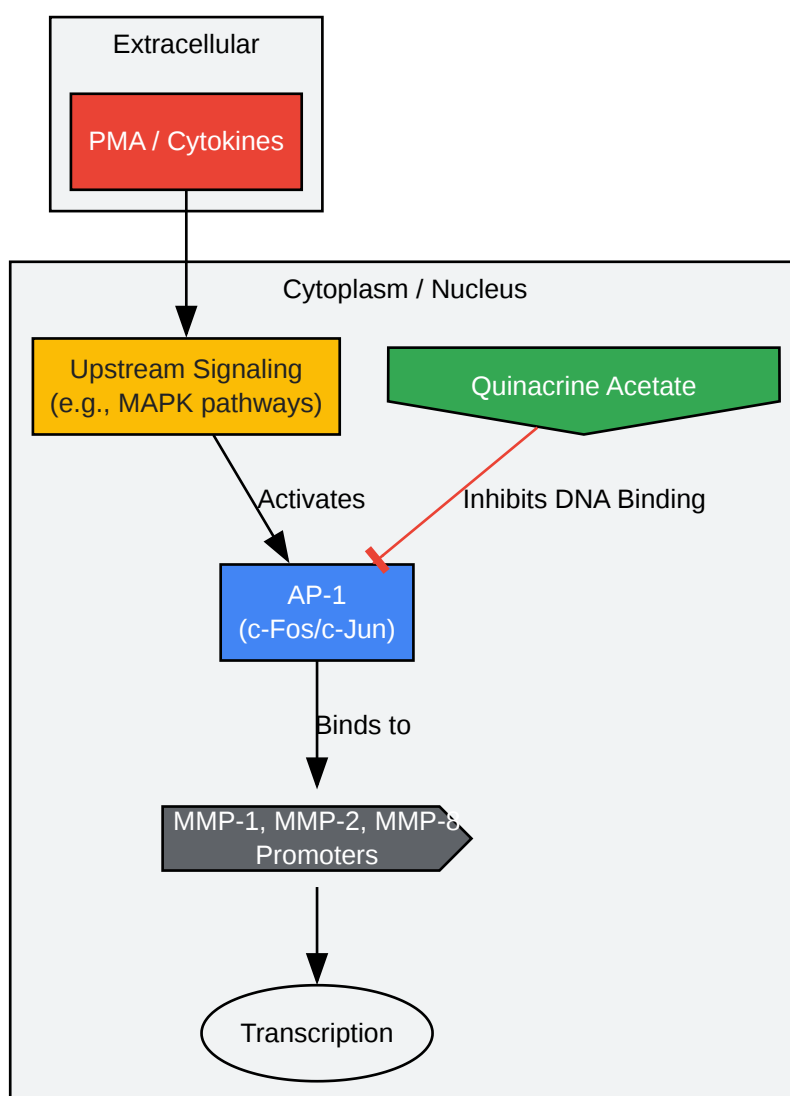 Extracellular
PMA / Cytokines
Cytoplasm / Nucleus
Upstream Signaling
(e.g., MAPK pathways)
Quinacrine Acetate
Activates
Inhibits DNA Binding
AP-1
(c-Fos/c-Jun)
Binds to
MMP-1, MMP-2, MMP-8
Promoters
Transcription